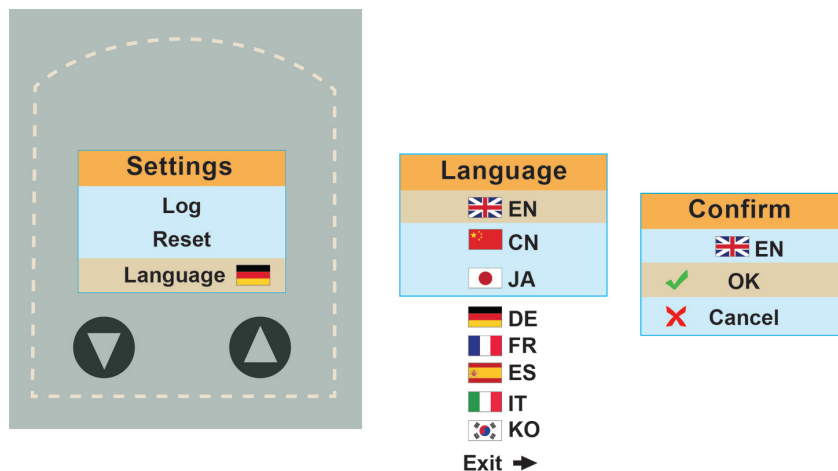 Settings
Log
Reset
Language
Language
EN
CN
JA
DE
FR
ES
IT
KO
Exit
Confirm
EN
OK
Cancel